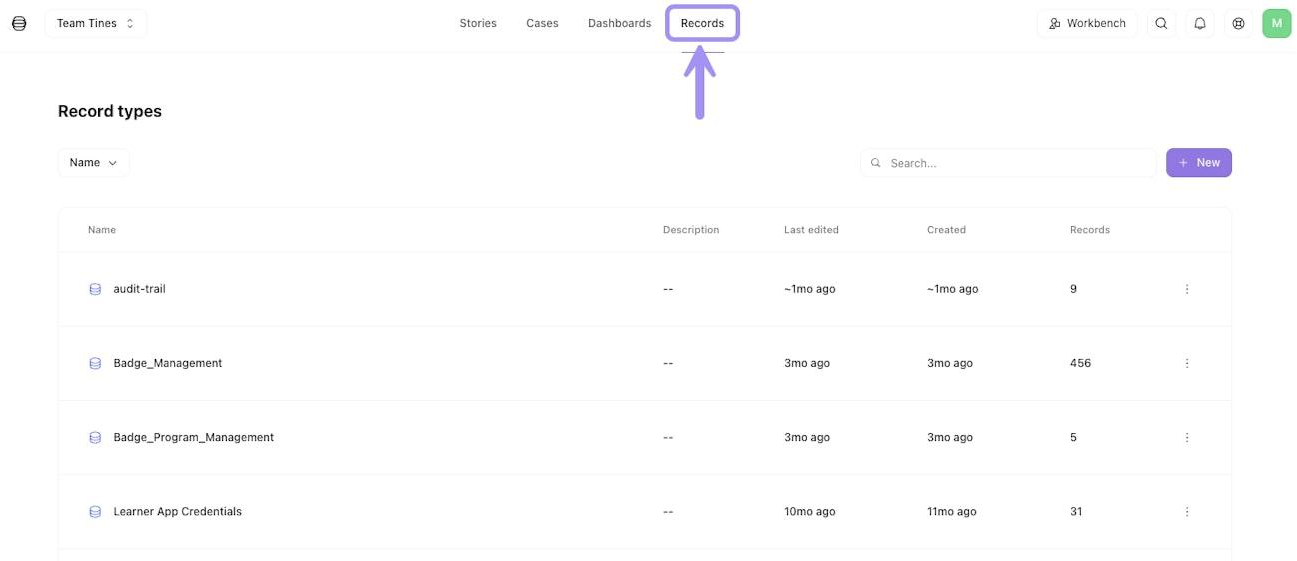 Team Tines Stories Cases Dashboards Records Workbench M
Record types
Name Search... + New
Name Description Last edited Created Records
audit-trail -- ~1mo ago ~1mo ago 9
Badge_Management -- 3mo ago 3mo ago 456
Badge_Program_Management -- 3mo ago 3mo ago 5
Learner App Credentials -- 10mo ago 11mo ago 31